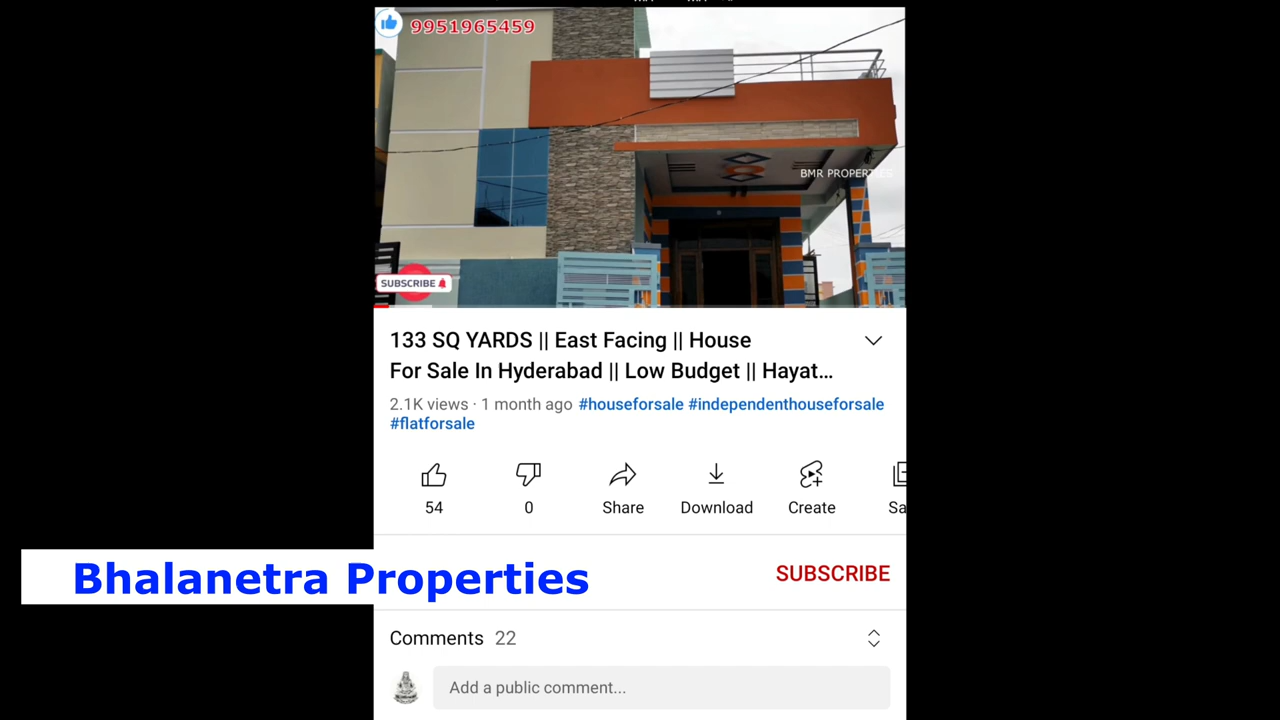 9951965459
BMR PROPERTIES
SUBSCRIBE
133 SQ YARDS || East Facing || House
For Sale In Hyderabad || Low Budget || Hayat...
2.1K views · 1 month ago #houseforsale #independenthouseforsale
#flatforsale
54 0 Share Download Create Sa
Bhalanetra Properties
SUBSCRIBE
Comments 22
Add a public comment...